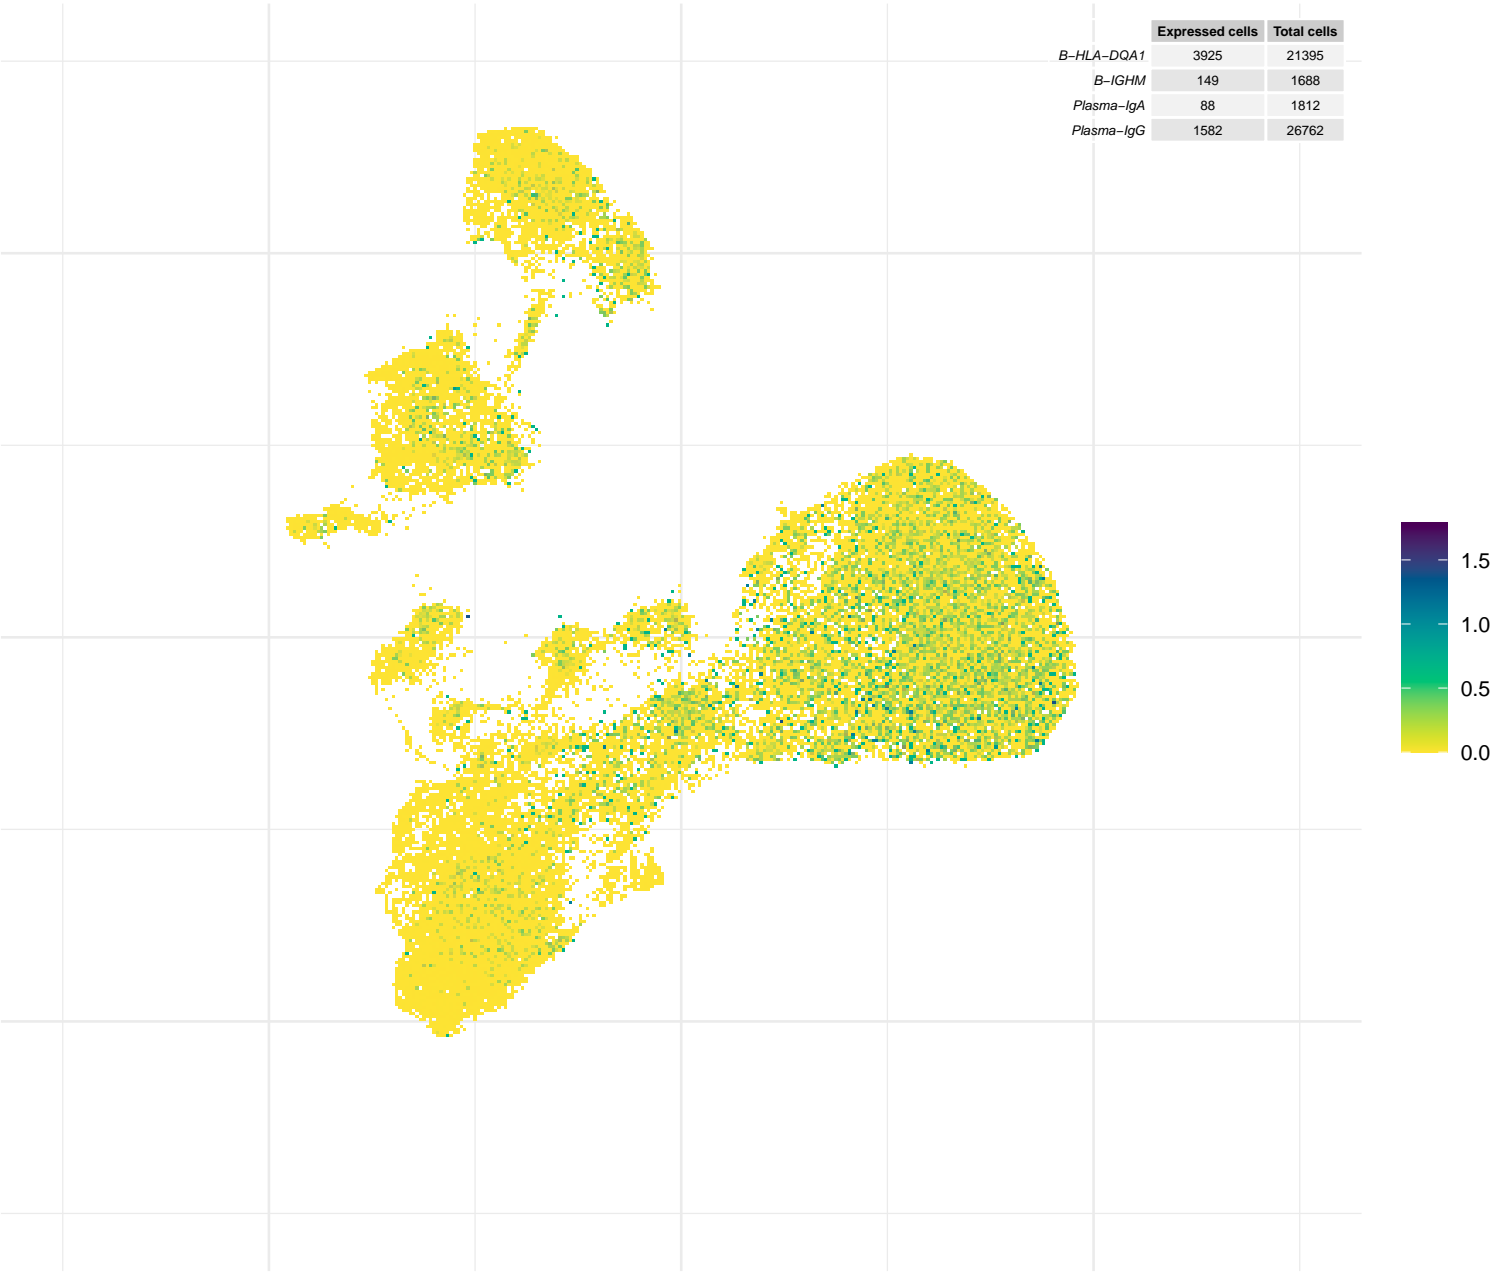 Expressed cells Total cells
B−HLA−DQA1 3925 21395
B−IGHM 149 1688
Plasma−IgA 88 1812
Plasma−IgG 1582 26762
1.5
1.0
0.5
0.0